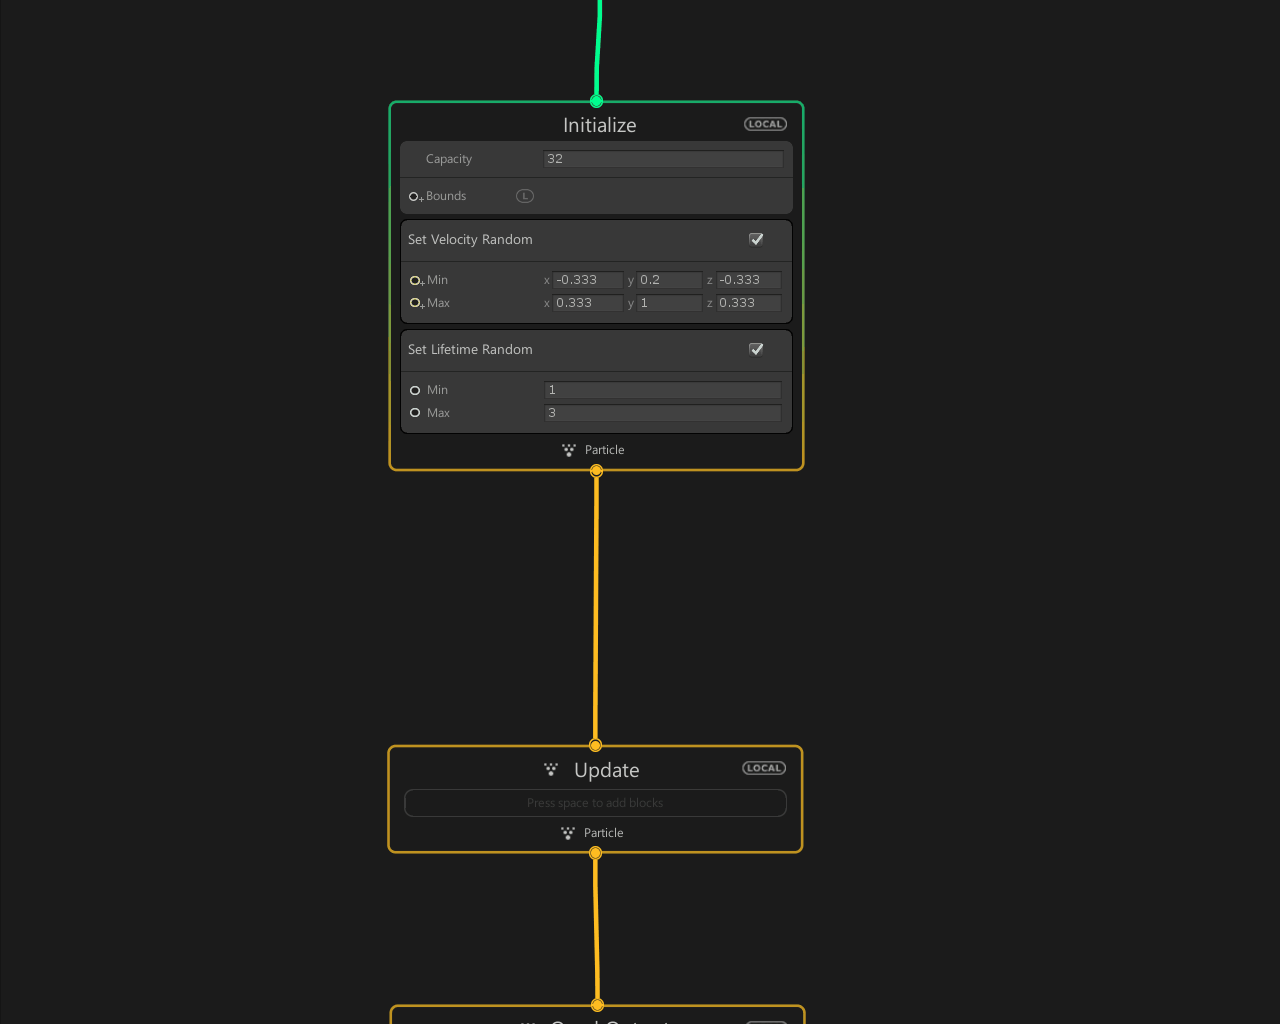 Initialize LOCAL
Capacity 32
Bounds L
Set Velocity Random
Min x -0.333 y 0.2 z -0.333
Max x 0.333 y 1 z 0.333
Set Lifetime Random
Min 1
Max 3
Particle
Update LOCAL
Press space to add blocks
Particle